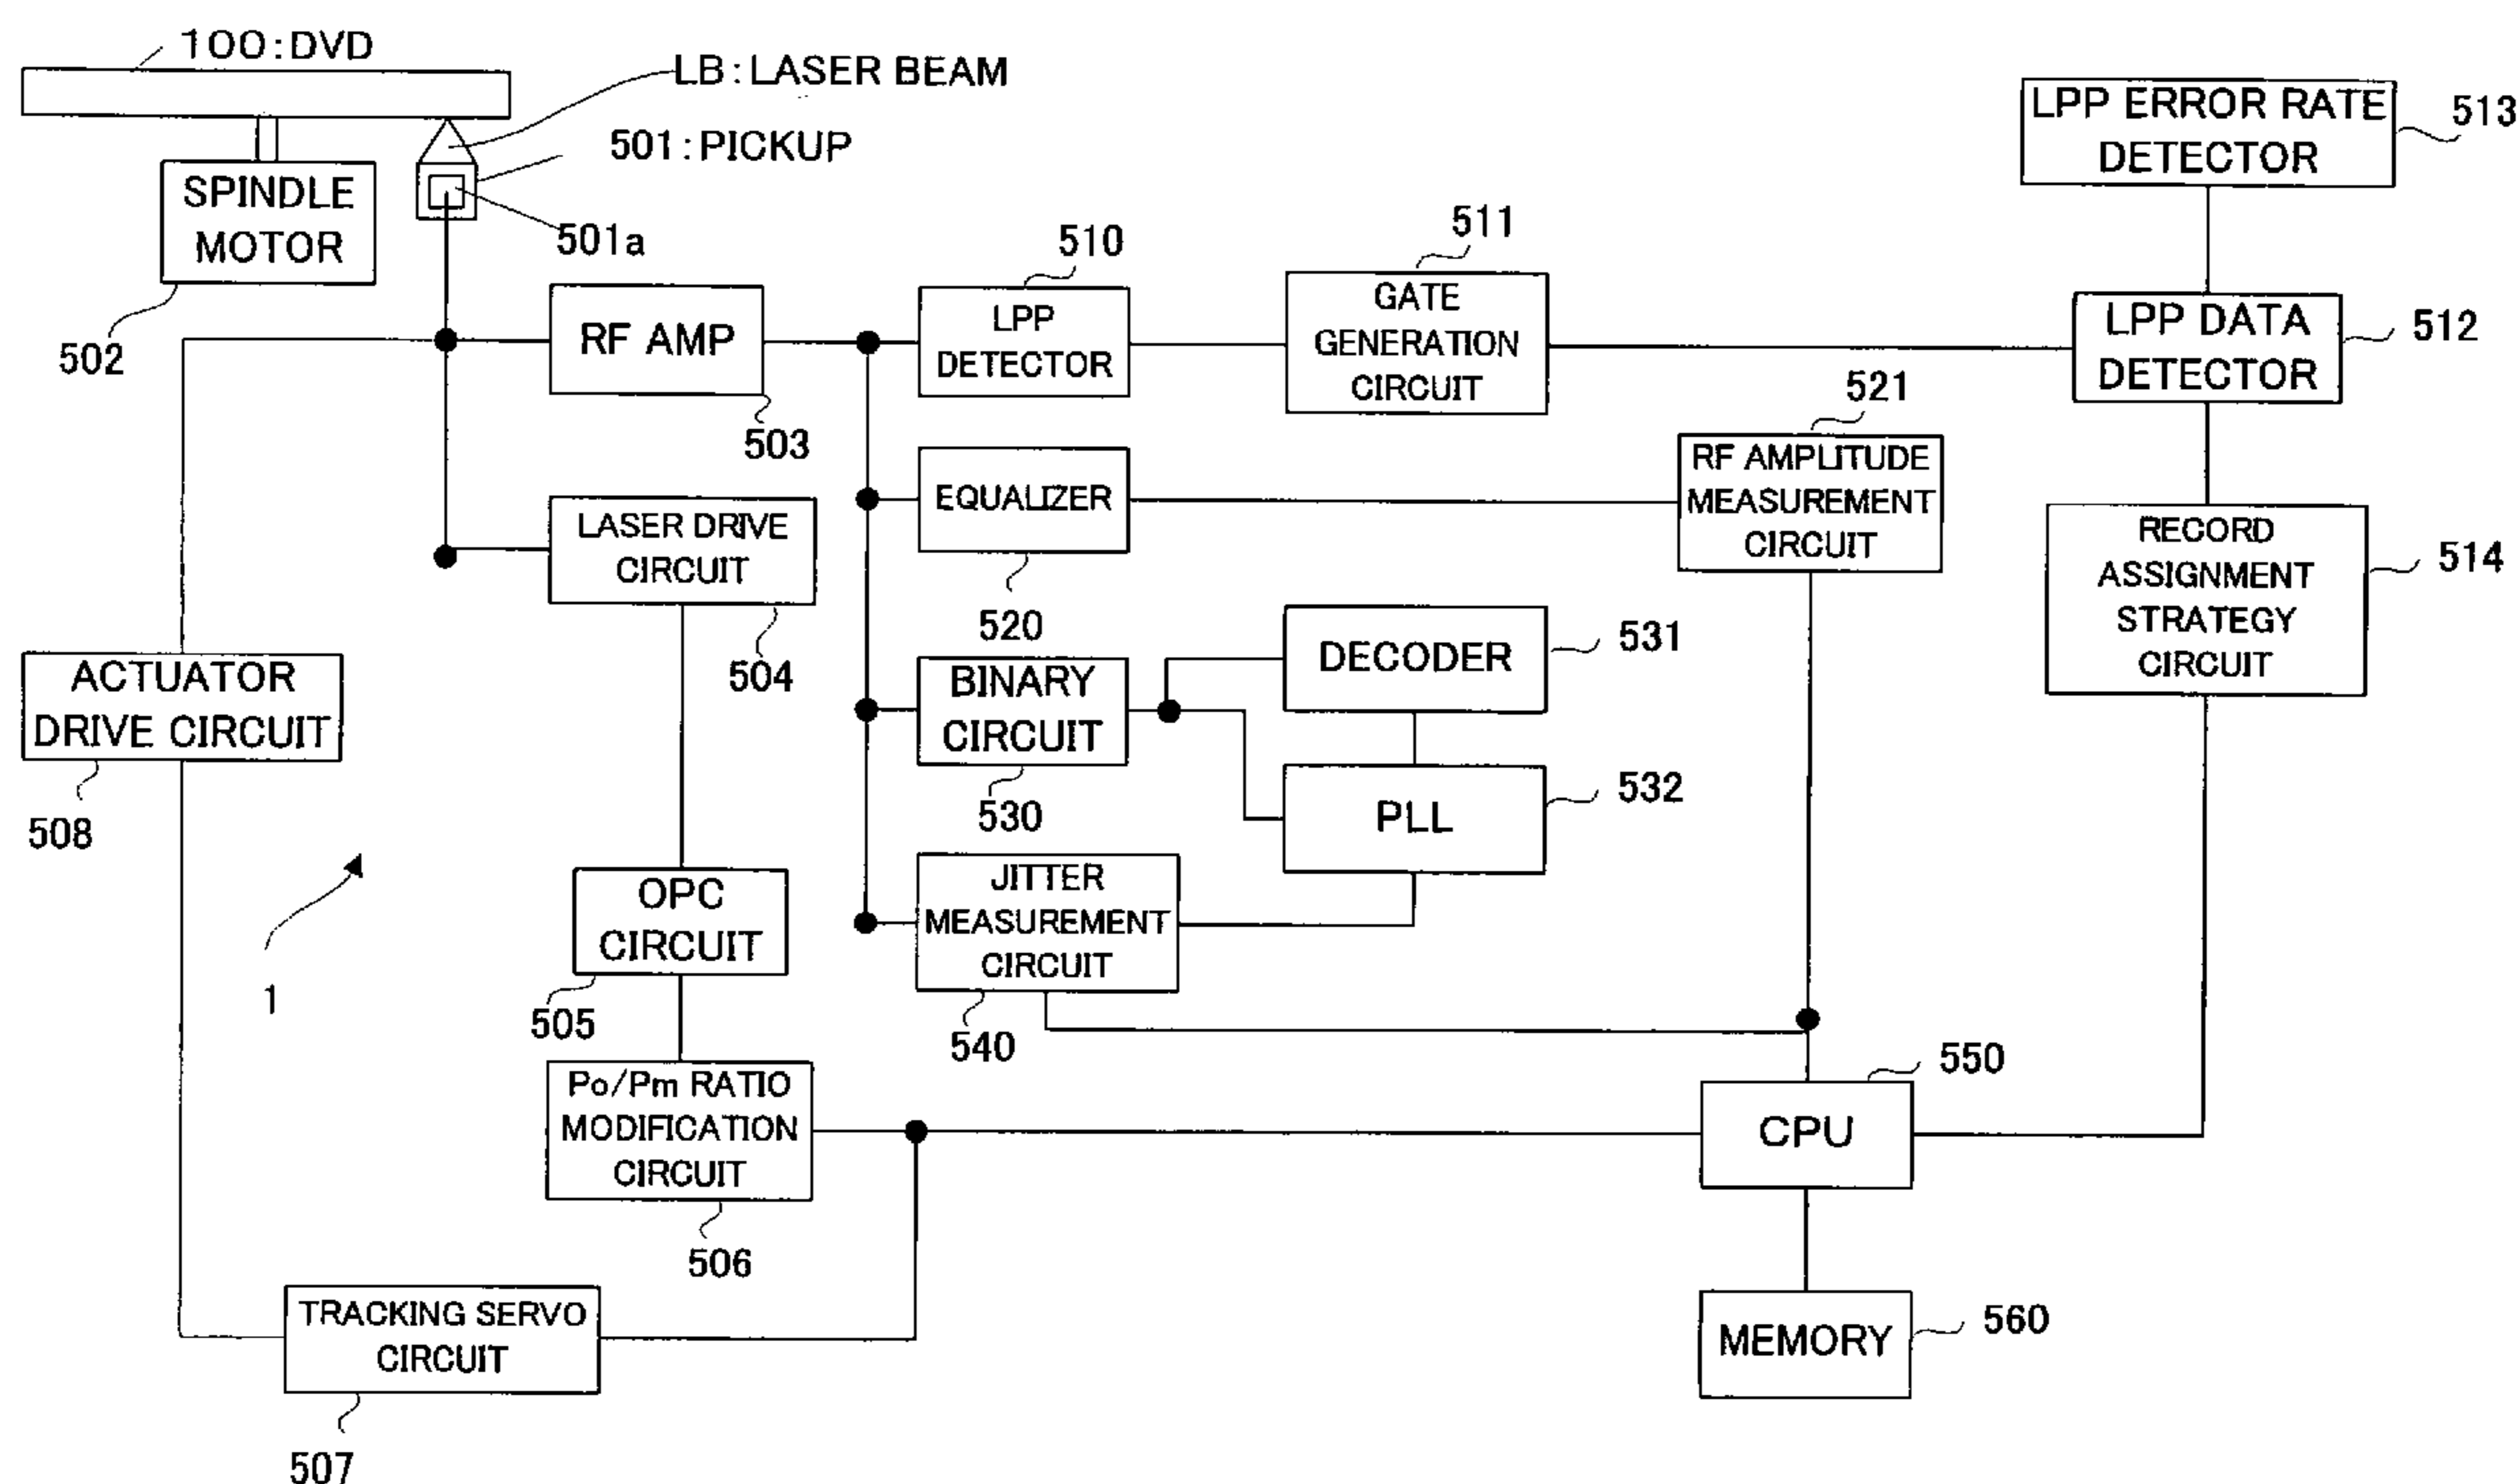 100:DVD
LB:LASER BEAM
501:PICKUP
SPINDLE
MOTOR
501a
502
RF AMP
503
510
LPP
DETECTOR
511
GATE
GENERATION
CIRCUIT
LPP ERROR RATE
DETECTOR
513
LPP DATA
DETECTOR
512
521
RF AMPLITUDE
MEASUREMENT
CIRCUIT
EQUALIZER
520
LASER DRIVE
CIRCUIT
504
RECORD
ASSIGNMENT
STRATEGY
CIRCUIT
514
DECODER
531
BINARY
CIRCUIT
530
PLL
532
ACTUATOR
DRIVE CIRCUIT
508
1
OPC
CIRCUIT
505
JITTER
MEASUREMENT
CIRCUIT
540
Po/Pm RATIO
MODIFICATION
CIRCUIT
506
550
CPU
TRACKING SERVO
CIRCUIT
507
MEMORY
560